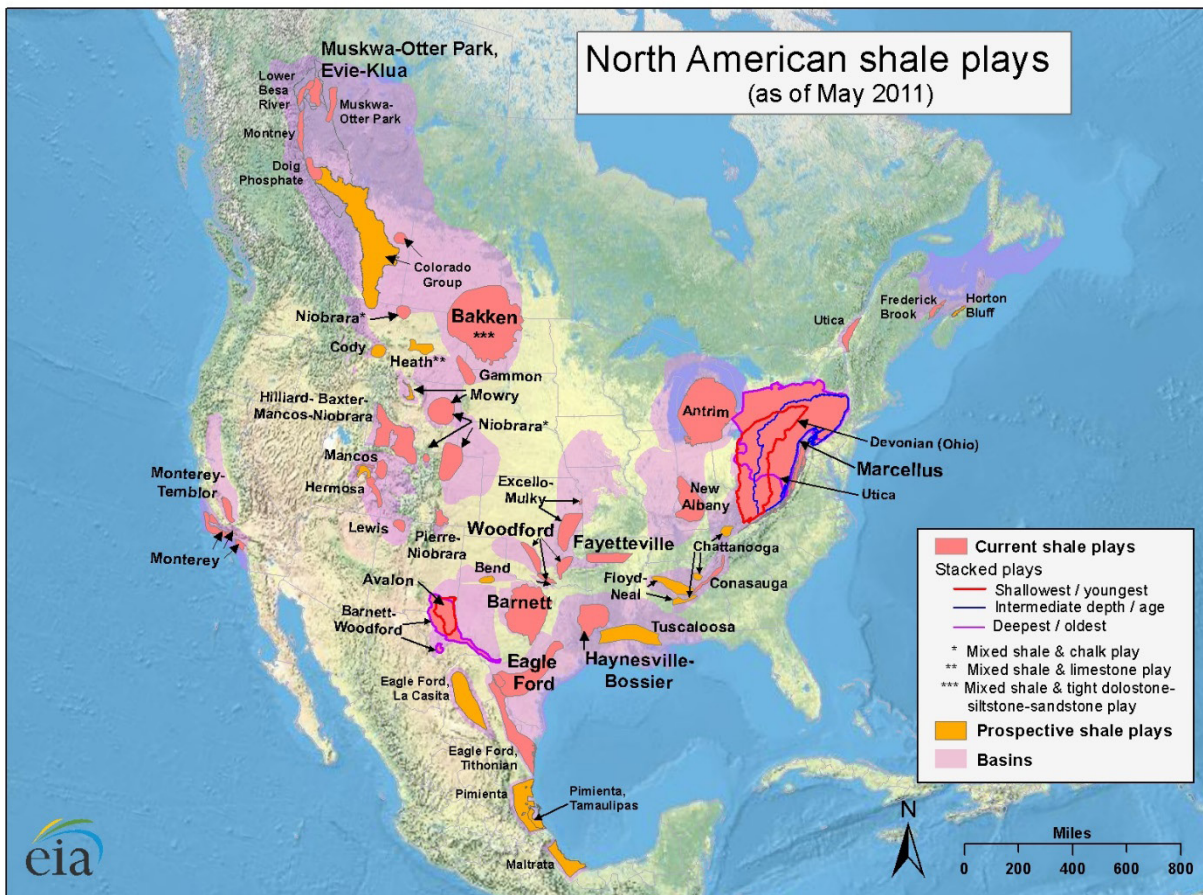 North American shale plays
(as of May 2011)
Muskwa-Otter Park,
Evie-Klua
Lower
Besa
River
Muskwa-
Otter Park
Montney
Doig
Phosphate
Colorado
Group
Niobrara*
Bakken
***
Cody
Heath**
Gammon
Mowry
Hilliard- Baxter-
Mancos-Niobrara
Niobrara*
Antrim
Utica
Frederick
Brook
Horton
Bluff
Devonian (Ohio)
Marcellus
Utica
Mancos
Hermosa
Monterey-
Temblor
Monterey
Lewis
Pierre-
Niobrara
Excello-
Mulky
New
Albany
Woodford
Fayetteville
Chattanooga
Bend
Avalon
Barnett
Floyd-
Neal
Conasauga
Barnett-
Woodford
Tuscaloosa
Eagle
Ford
Haynesville-
Bossier
Eagle Ford,
La Casita
Eagle Ford,
Tithonian
Pimienta
Pimienta,
Tamaulipas
Maltrata
Current shale plays
Stacked plays
Shallowest / youngest
Intermediate depth / age
Deepest / oldest
* Mixed shale & chalk play
** Mixed shale & limestone play
*** Mixed shale & tight dolostone-
siltstone-sandstone play
Prospective shale plays
Basins
N
Miles
0 200 400 600 800
eia